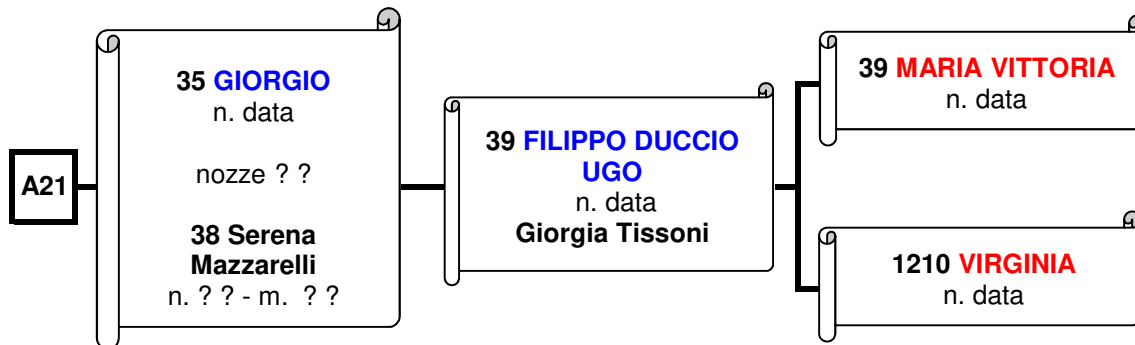 A21
35 GIORGIO
n. data
nozze ? ?
38 Serena
Mazzarelli
n. ? ? - m. ? ?
39 FILIPPO DUCCIO
UGO
n. data
Giorgia Tissoni
39 MARIA VITTORIA
n. data
1210 VIRGINIA
n. data